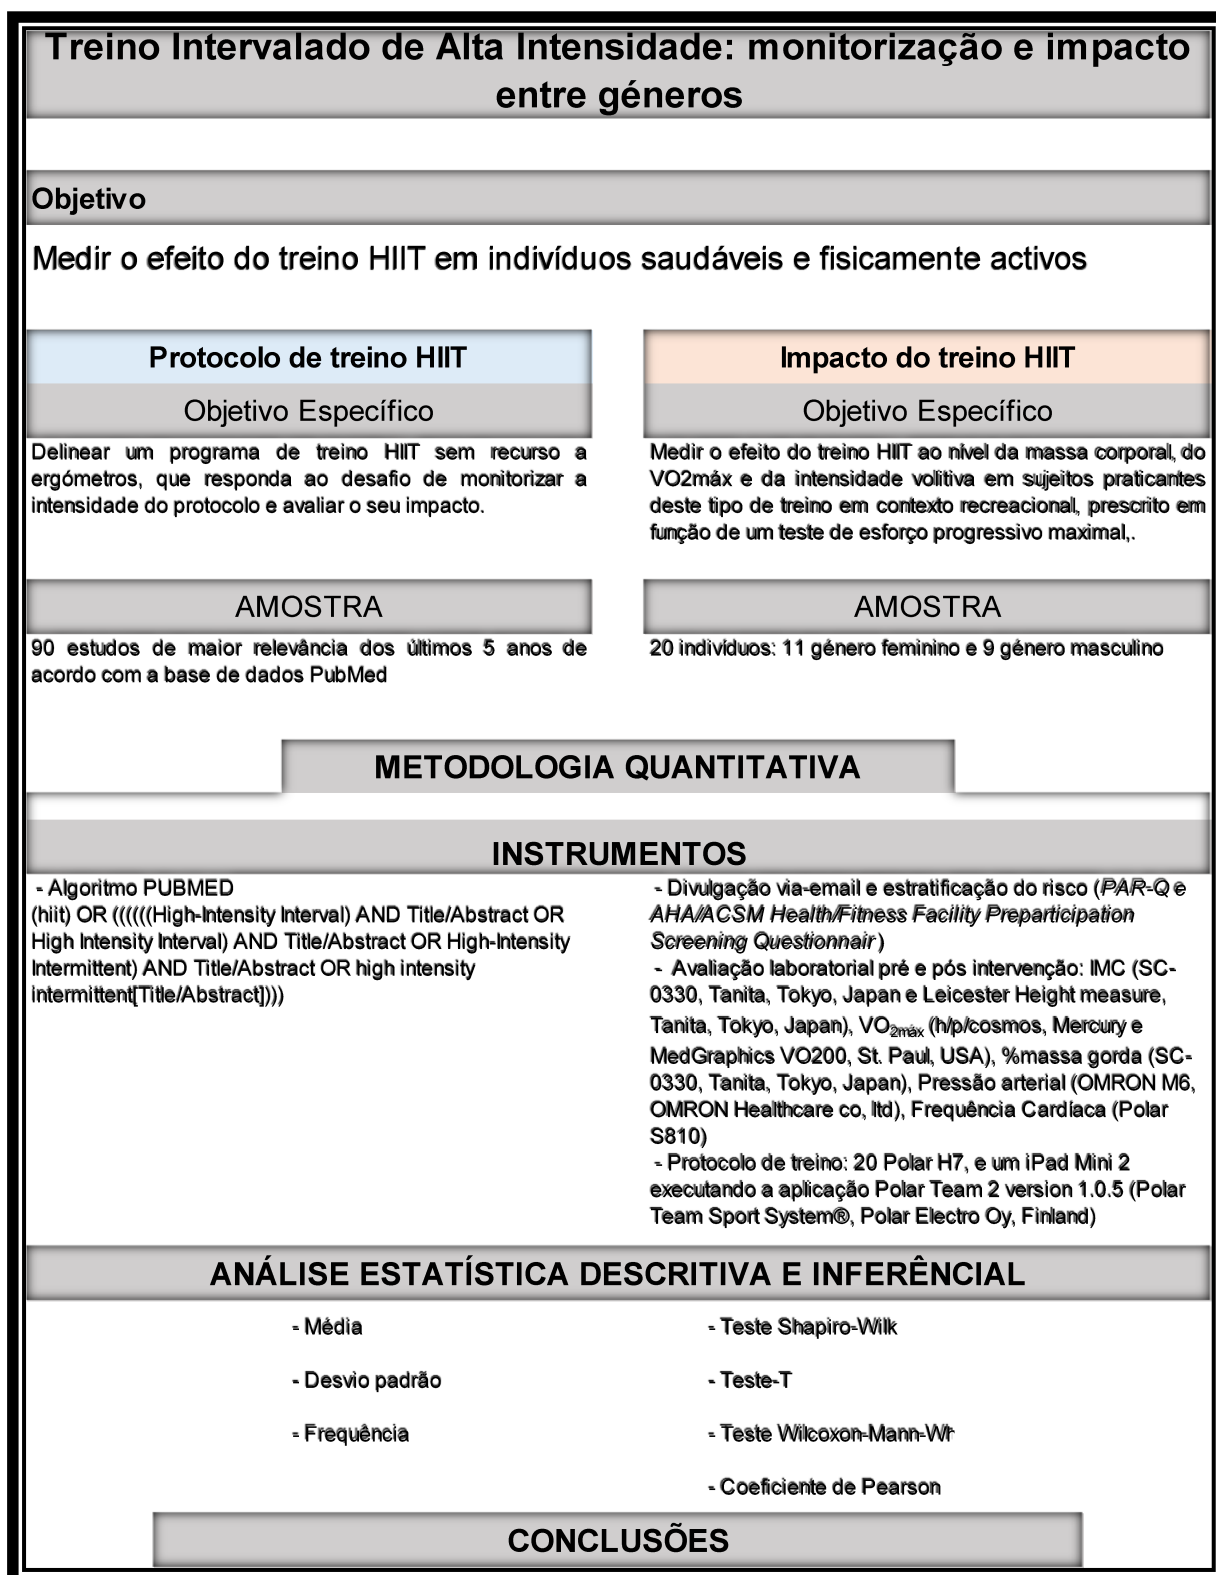 Treino Intervalado de Alta Intensidade: monitorização e impacto
entre géneros
Objetivo
Medir o efeito do treino HIIT em indivíduos saudáveis e fisicamente activos
Protocolo de treino HIIT
Objetivo Específico
Delinear um programa de treino HIIT sem recurso a
ergómetros, que responda ao desafio de monitorizar a
intensidade do protocolo e avaliar o seu impacto.
AMOSTRA
90 estudos de maior relevância dos últimos 5 anos de
acordo com a base de dados PubMed
Impacto do treino HIIT
Objetivo Específico
Medir o efeito do treino HIIT ao nível da massa corporal, do
VO2máx e da intensidade volitiva em sujeitos praticantes
deste tipo de treino em contexto recreacional, prescrito em
função de um teste de esforço progressivo maximal,.
AMOSTRA
20 indivíduos: 11 género feminino e 9 género masculino
METODOLOGIA QUANTITATIVA
INSTRUMENTOS
- Algoritmo PUBMED
(hiit) OR ((((((High-Intensity Interval) AND Title/Abstract OR
High Intensity Interval) AND Title/Abstract OR High-Intensity
Intermittent) AND Title/Abstract OR high intensity
intermittent[Title/Abstract])))
- Divulgação via-email e estratificação do risco (PAR-Q e
AHA/ACSM Health/Fitness Facility Preparticipation
Screening Questionnair)
- Avaliação laboratorial pré e pós intervenção: IMC (SC-
0330, Tanita, Tokyo, Japan e Leicester Height measure,
Tanita, Tokyo, Japan), VO2máx (h/p/cosmos, Mercury e
MedGraphics VO200, St. Paul, USA), %massa gorda (SC-
0330, Tanita, Tokyo, Japan), Pressão arterial (OMRON M6,
OMRON Healthcare co, ltd), Frequência Cardíaca (Polar
S810)
- Protocolo de treino: 20 Polar H7, e um iPad Mini 2
executando a aplicação Polar Team 2 version 1.0.5 (Polar
Team Sport System®, Polar Electro Oy, Finland)
ANÁLISE ESTATÍSTICA DESCRITIVA E INFERÊNCIAL
- Média
- Desvio padrão
- Frequência
- Teste Shapiro-Wilk
- Teste-T
- Teste Wilcoxon-Mann-Wh
- Coeficiente de Pearson
CONCLUSÕES